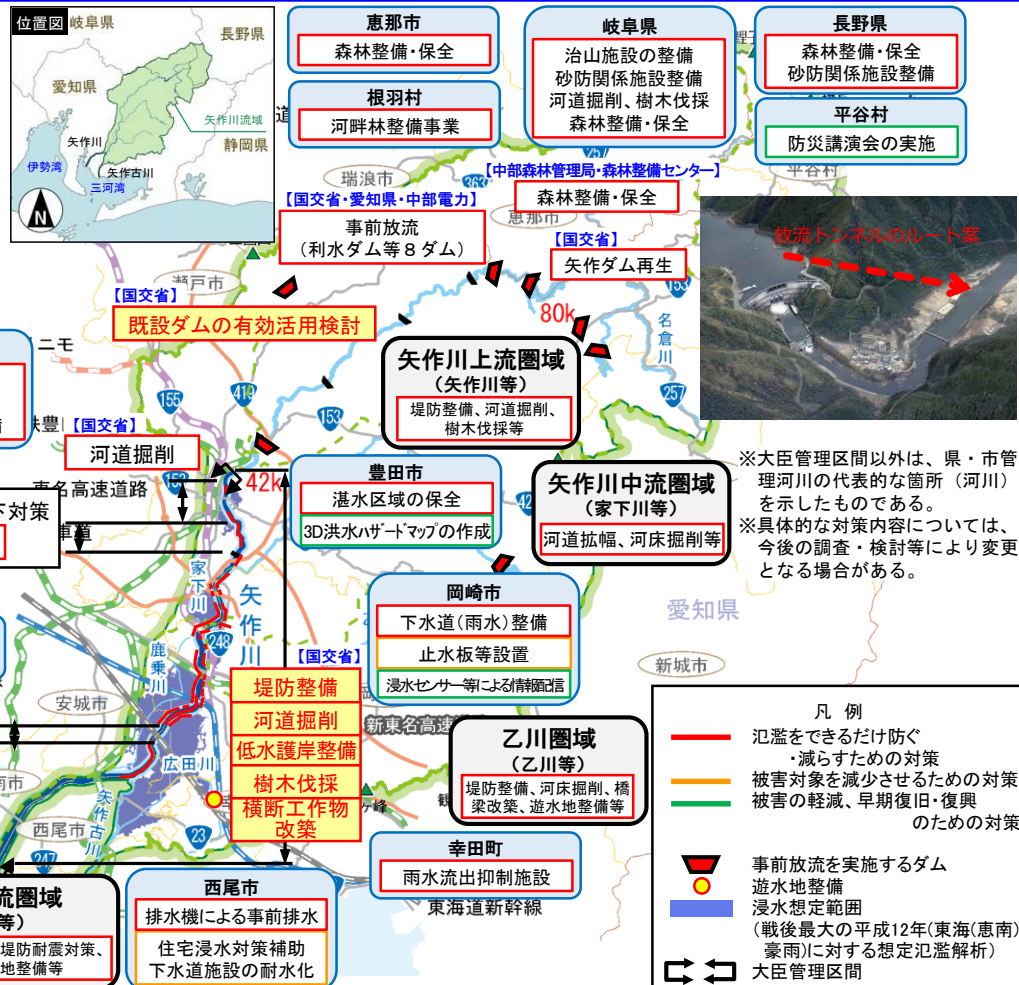 位置図
岐阜県
長野県
愛知県
矢作川流域
静岡県
矢作川
矢作古川
伊勢湾
三河湾
N
恵那市
森林整備・保全
根羽村
河畔林整備事業
岐阜県
治山施設の整備
砂防関係施設整備
河道掘削、樹木伐採
森林整備・保全
長野県
森林整備・保全
砂防関係施設整備
平谷村
防災講演会の実施
平谷村
257
363
瑞浪市
恵那市
【中部森林管理局・森林整備センター】
森林整備・保全
【国交省・愛知県・中部電力】
事前放流
(利水ダム等８ダム)
【国交省】
矢作ダム再生
153
放流トンネルのルート案
瀬戸市
【国交省】
既設ダムの有効活用検討
80k
名倉川
257
矢作川上流圏域
(矢作川等)
堤防整備、河道掘削、
樹木伐採等
155
419
153
【国交省】
河道掘削
東名高速道路
42k
豊田市
湛水区域の保全
3D洪水ハザードマップの作成
矢作川中流圏域
(家下川等)
河道拡幅、河床掘削等
※大臣管理区間以外は、県・市管
理河川の代表的な箇所（河川）
を示したものである。
※具体的な対策内容については、
今後の調査・検討等により変更
となる場合がある。
下対策
家下川
矢作川
248
鹿乗川
岡崎市
下水道(雨水)整備
止水板等設置
浸水センサー等による情報配信
愛知県
新城市
安城市
【国交省】
堤防整備
河道掘削
低水護岸整備
樹木伐採
横断工作物
改築
新東名高速
乙川圏域
(乙川等)
堤防整備、河床掘削、橋
梁改築、遊水地整備等
広田川
西尾市
矢作古川
23
247
幸田町
雨水流出抑制施設
東海道新幹線
流圏域
等)
堤防耐震対策、
地整備等
西尾市
排水機による事前排水
住宅浸水対策補助
下水道施設の耐水化
凡 例
氾濫をできるだけ防ぐ
・減らすための対策
被害対象を減少させるための対策
被害の軽減、早期復旧・復興
のための対策
事前放流を実施するダム
遊水地整備
浸水想定範囲
(戦後最大の平成12年(東海(恵南)
豪雨)に対する想定氾濫解析)
大臣管理区間